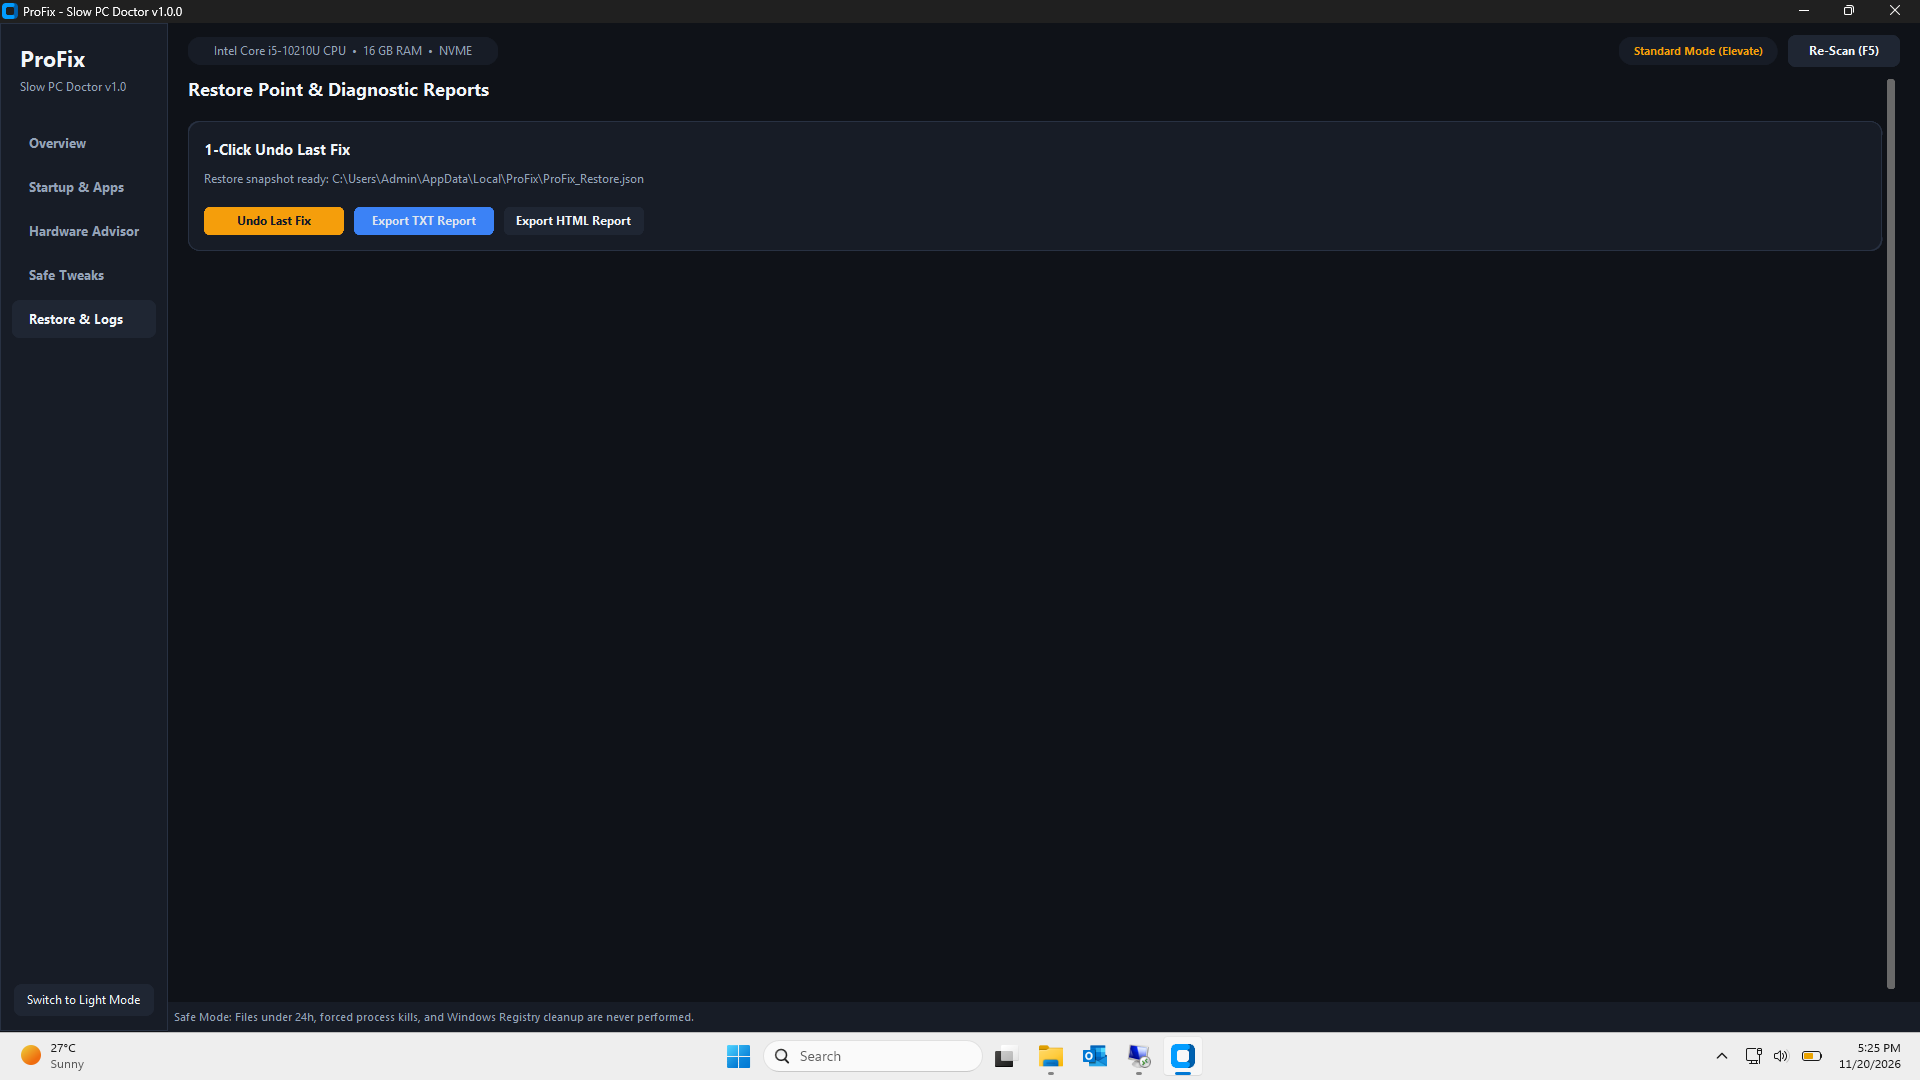 ProFix - Slow PC Doctor v1.0.0
ProFix
Slow PC Doctor v1.0
Overview
Startup & Apps
Hardware Advisor
Safe Tweaks
Restore & Logs
Switch to Light Mode
Intel Core i5-10210U CPU • 16 GB RAM • NVME
Standard Mode (Elevate)
Re-Scan (F5)
Restore Point & Diagnostic Reports
1-Click Undo Last Fix
Restore snapshot ready: C:\Users\Admin\AppData\Local\ProFix\ProFix_Restore.json
Undo Last Fix
Export TXT Report
Export HTML Report
Safe Mode: Files under 24h, forced process kills, and Windows Registry cleanup are never performed.
27°C
Sunny
Search
5:25 PM
11/20/2026